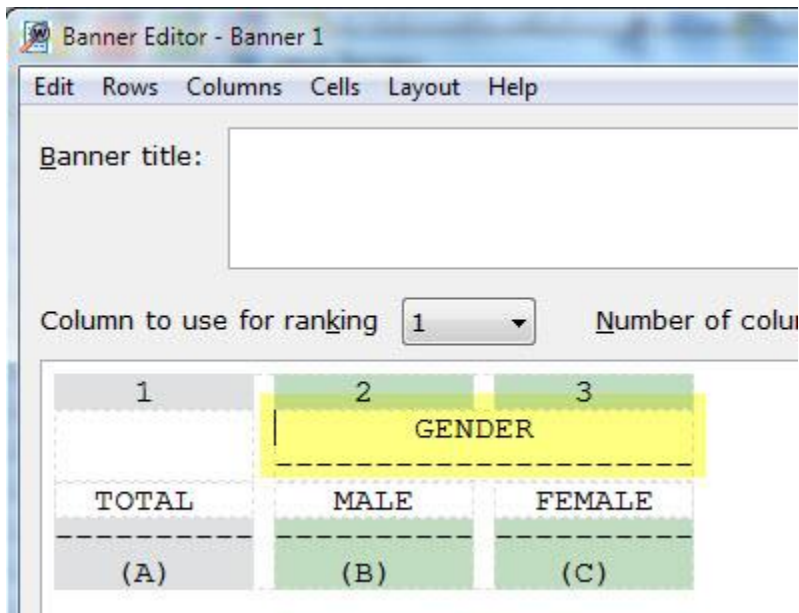 Banner Editor - Banner 1
Edit Rows Columns Cells Layout Help
Banner title:
Column to use for ranking 1 Number of
1 2 3
GENDER
---------------------
TOTAL MALE FEMALE
---------- ---------- ----------
(A) (B) (C)